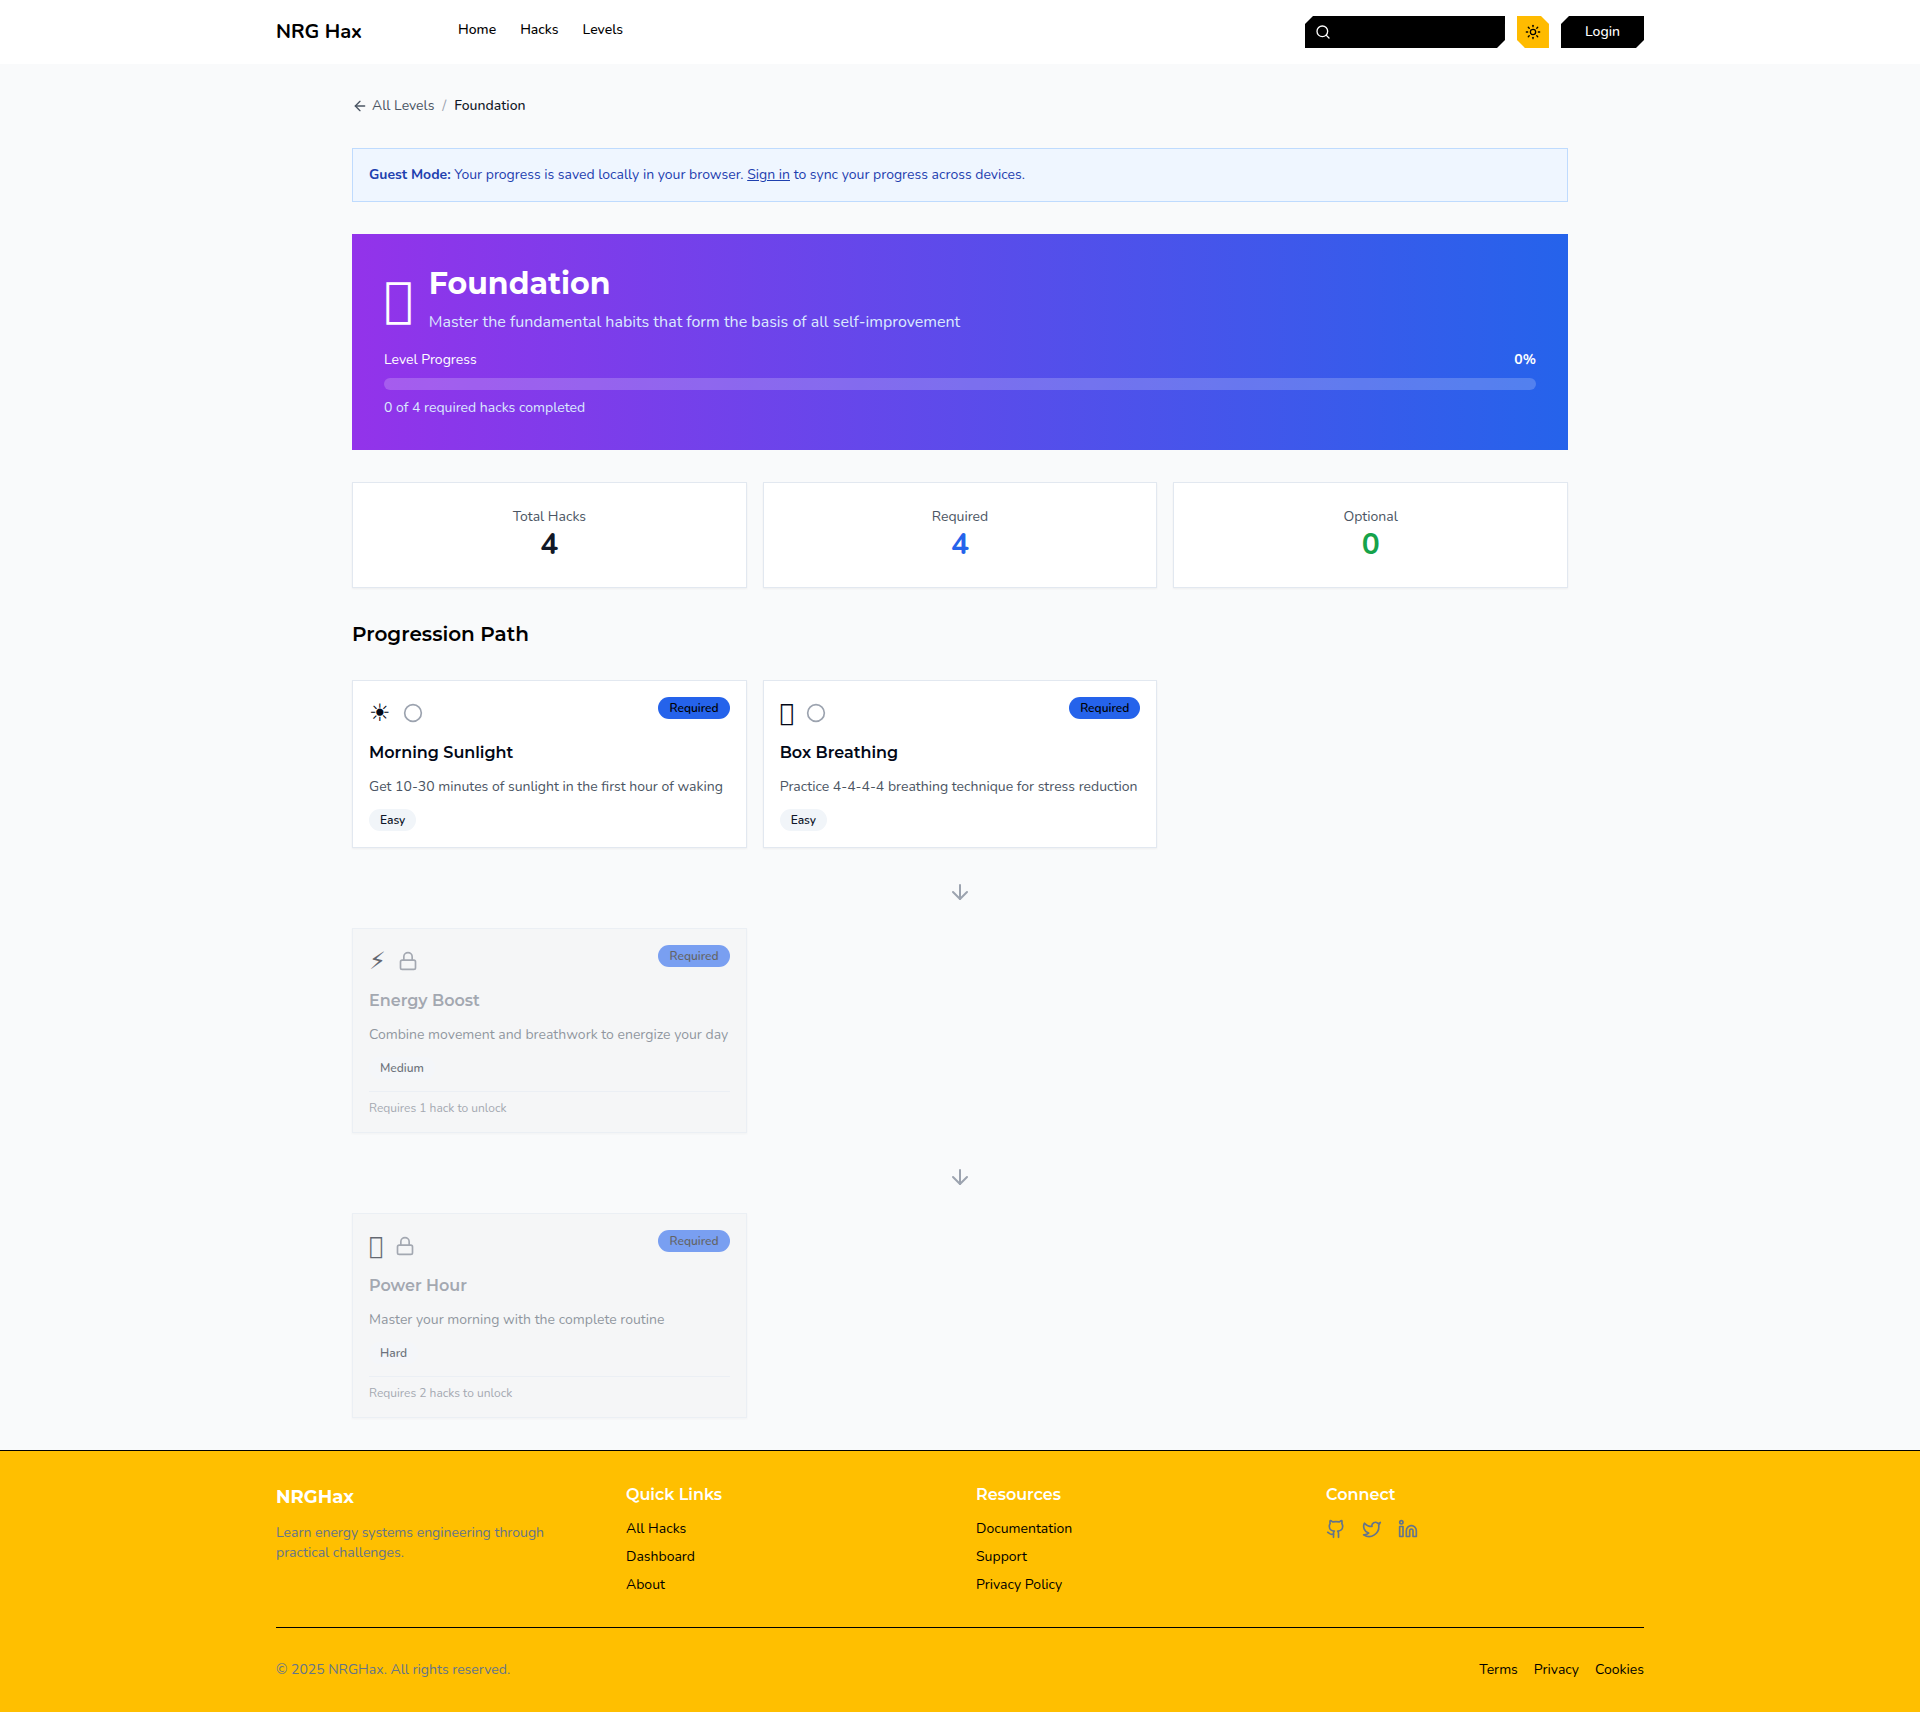 NRG Hax
Home Hacks Levels
Login
All Levels / Foundation
Guest Mode: Your progress is saved locally in your browser. Sign in to sync your progress across devices.
Foundation
Master the fundamental habits that form the basis of all self-improvement
Level Progress 0%
0 of 4 required hacks completed
Total Hacks
4
Required
4
Optional
0
Progression Path
Required
Morning Sunlight
Get 10-30 minutes of sunlight in the first hour of waking
Easy
Required
Box Breathing
Practice 4-4-4-4 breathing technique for stress reduction
Easy
Required
Energy Boost
Combine movement and breathwork to energize your day
Medium
Requires 1 hack to unlock
Required
Power Hour
Master your morning with the complete routine
Hard
Requires 2 hacks to unlock
NRGHax
Learn energy systems engineering through
practical challenges.
Quick Links
All Hacks
Dashboard
About
Resources
Documentation
Support
Privacy Policy
Connect
© 2025 NRGHax. All rights reserved.
Terms Privacy Cookies